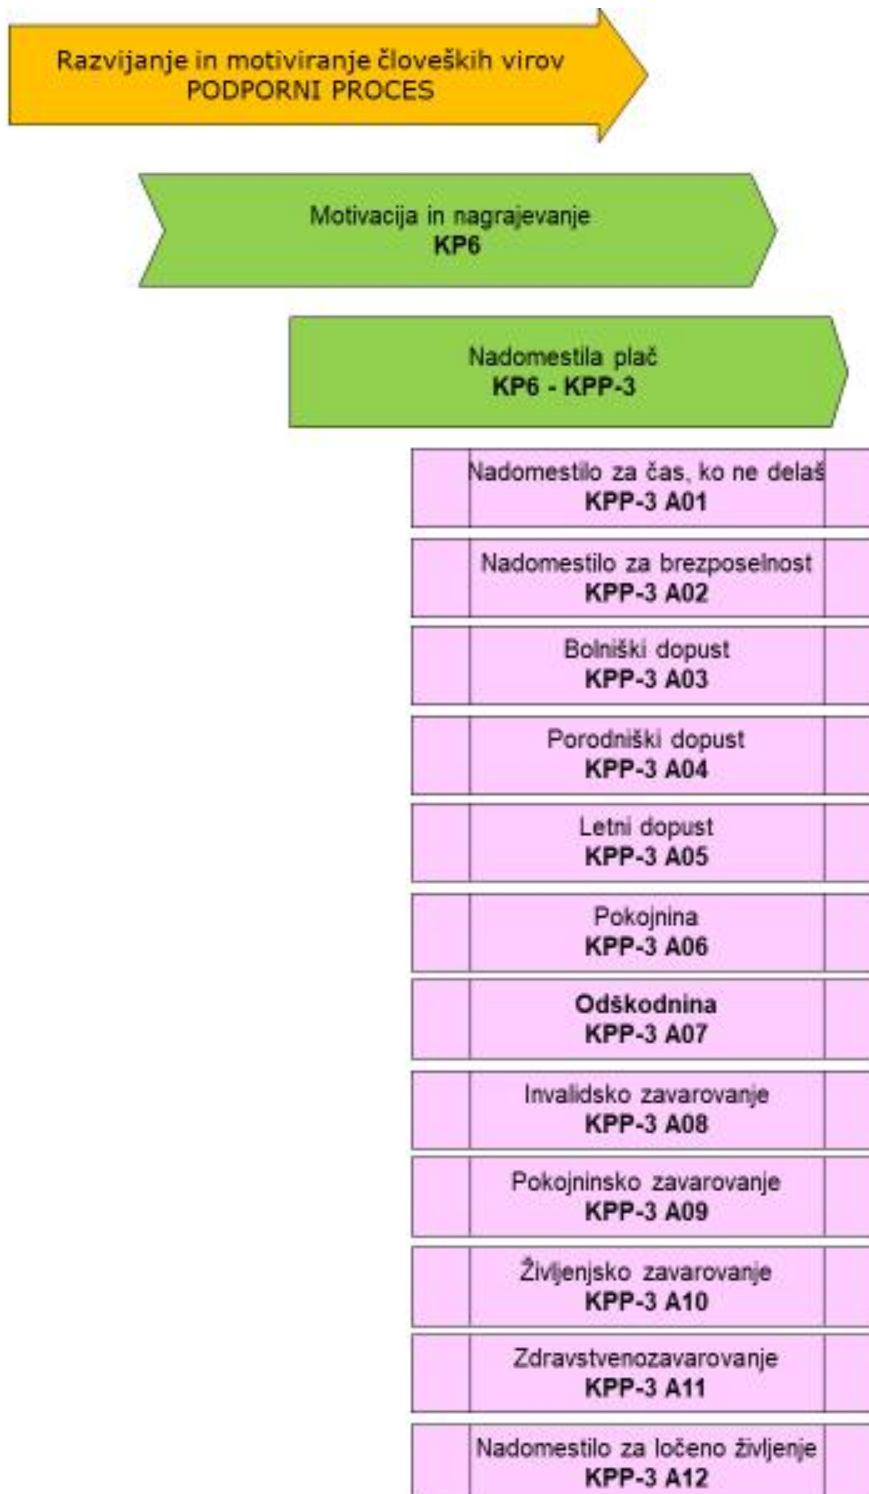 Razvijanje in motiviranje človeških virov
PODPORNI PROCES
Motivacija in nagrajevanje
KP6
Nadomestila plač
KP6 - KPP-3
Nadomestilo za čas, ko ne delaš
KPP-3 A01
Nadomestilo za brezposelnost
KPP-3 A02
Bolniški dopust
KPP-3 A03
Porodniški dopust
KPP-3 A04
Letni dopust
KPP-3 A05
Pokojnina
KPP-3 A06
Odškodnina
KPP-3 A07
Invalidsko zavarovanje
KPP-3 A08
Pokojninsko zavarovanje
KPP-3 A09
Življenjsko zavarovanje
KPP-3 A10
Zdravstvenozavarovanje
KPP-3 A11
Nadomestilo za ločeno življenje
KPP-3 A12